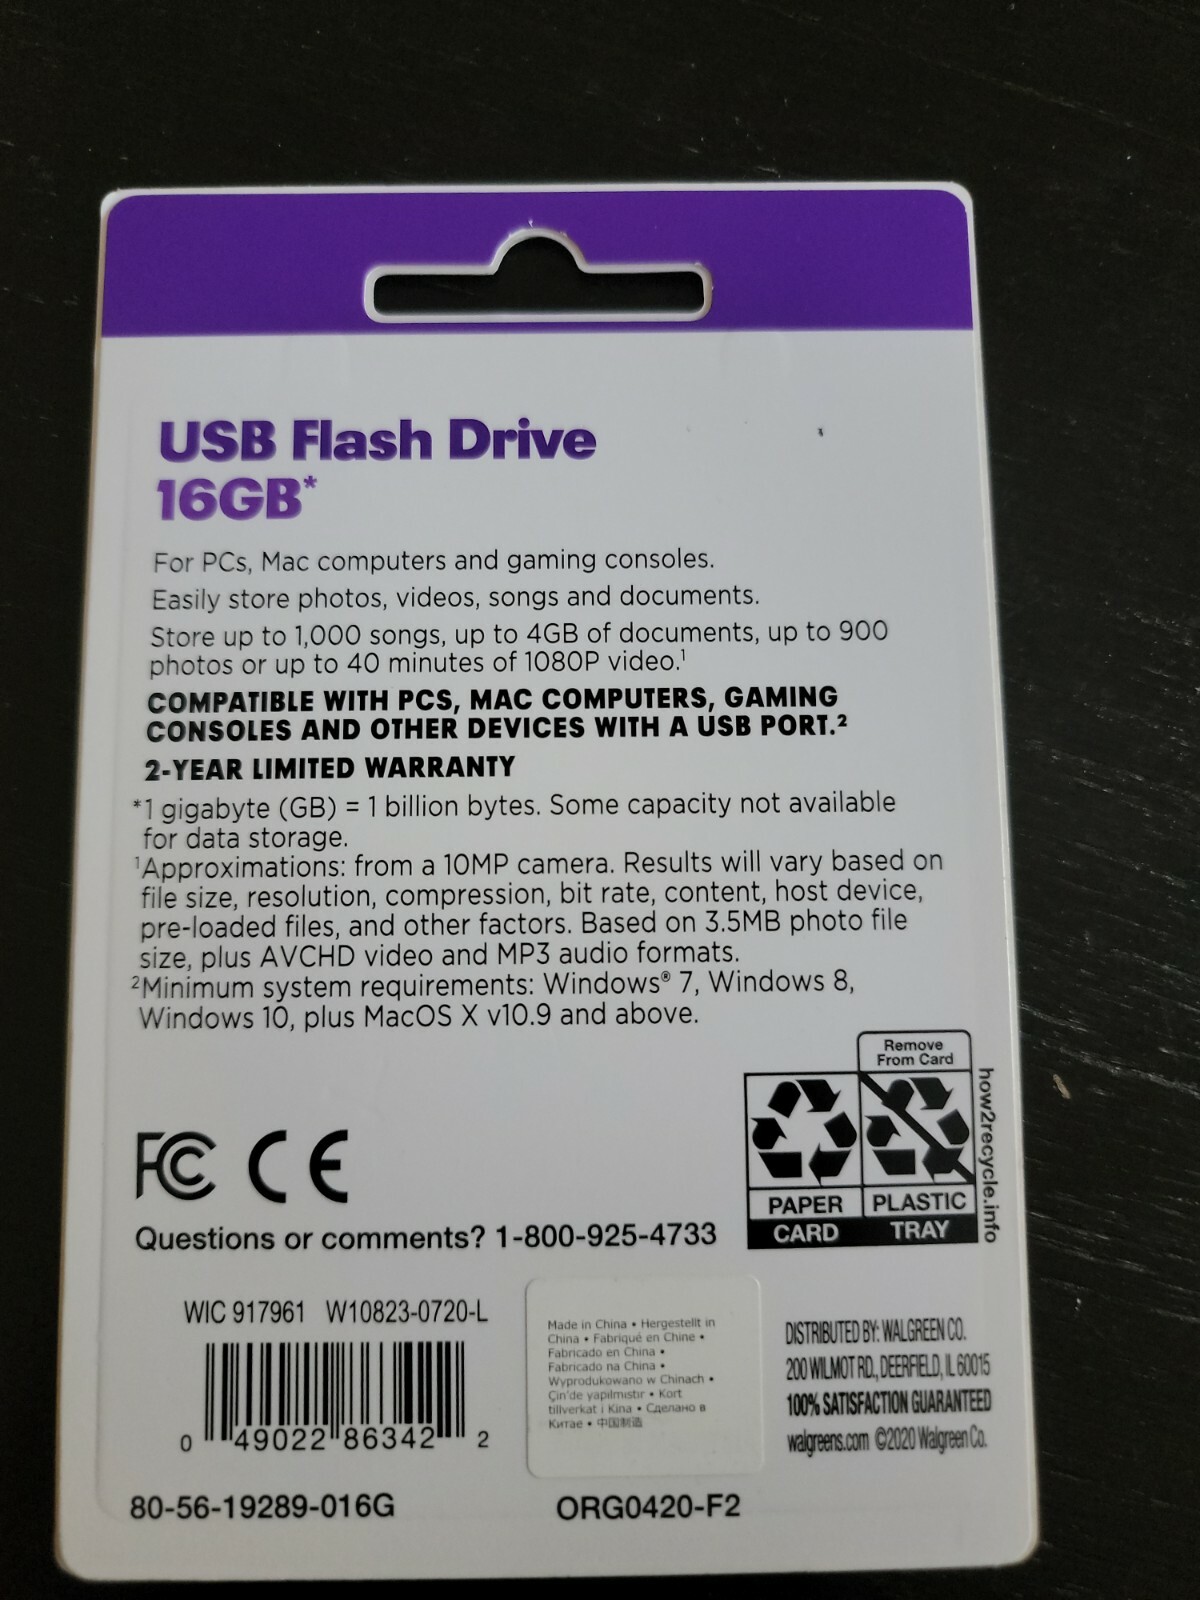 USB Flash Drive
16GB*
For PCs, Mac computers and gaming consoles.
Easily store photos, videos, songs and documents.
Store up to 1,000 songs, up to 4GB of documents, up to 900
photos or up to 40 minutes of 1080P video.¹
COMPATIBLE WITH PCS, MAC COMPUTERS, GAMING
CONSOLES AND OTHER DEVICES WITH A USB PORT.²
2-YEAR LIMITED WARRANTY
*1 gigabyte (GB) = 1 billion bytes. Some capacity not available
for data storage.
¹Approximations: from a 10MP camera. Results will vary based on
file size, resolution, compression, bit rate, content, host device,
pre-loaded files, and other factors. Based on 3.5MB photo file
size, plus AVCHD video and MP3 audio formats.
²Minimum system requirements: Windows® 7, Windows 8,
Windows 10, plus MacOS X v10.9 and above.
Remove
From Card
PAPER
CARD
PLASTIC
TRAY
how2recycle.info
FC CE
Questions or comments? 1-800-925-4733
WIC 917961 W10823-0720-L
0 49022 86342 2
Made in China • Hergestellt in
China • Fabriqué en Chine •
Fabricado en China •
Fabricado na China •
Wyprodukowano w Chinach •
Çin'de yapılmıstır • Kort
tillverkat i Kina • Сделано в
Китае • 中国制造
DISTRIBUTED BY: WALGREEN CO.
200 WILMOT RD., DEERFIELD, IL 60015
100% SATISFACTION GUARANTEED
walgreens.com ©2020 Walgreen Co.
80-56-19289-016G
ORG0420-F2